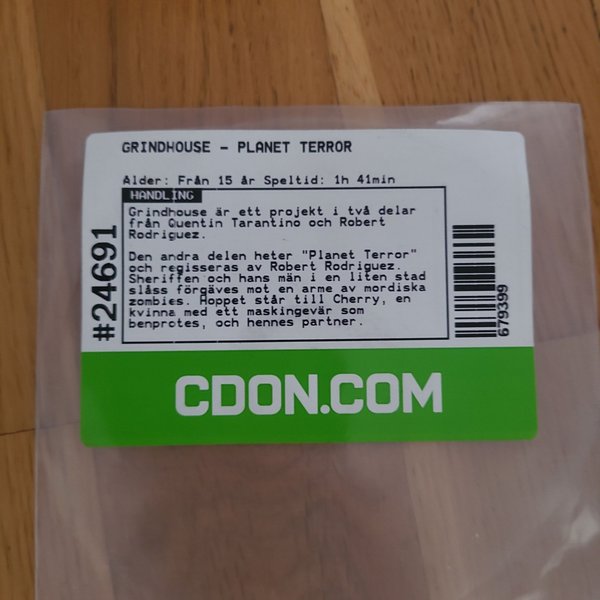 GRINDHOUSE – PLANET TERROR
Alder: Från 15 år Speltid: 1h 41min
HANDLING
Grindhouse är ett projekt i två delar
från Quentin Tarantino och Robert
Rodriguez.
Den andra delen heter "Planet Terror"
och regisseras av Robert Rodriguez.
Sheriffen och hans män i en liten stad
slåss förgäves mot en arme av mordiska
zombies. Hoppet står till Cherry, en
kvinna med ett maskingevär som
benprotes, och hennes partner.
#24691
679399
CDON.COM